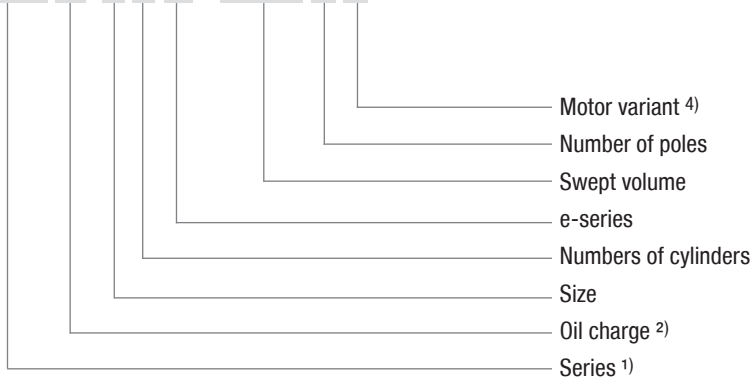 Motor variant 4)
Number of poles
Swept volume
e-series
Numbers of cylinders
Size
Oil charge 2)
Series 1)